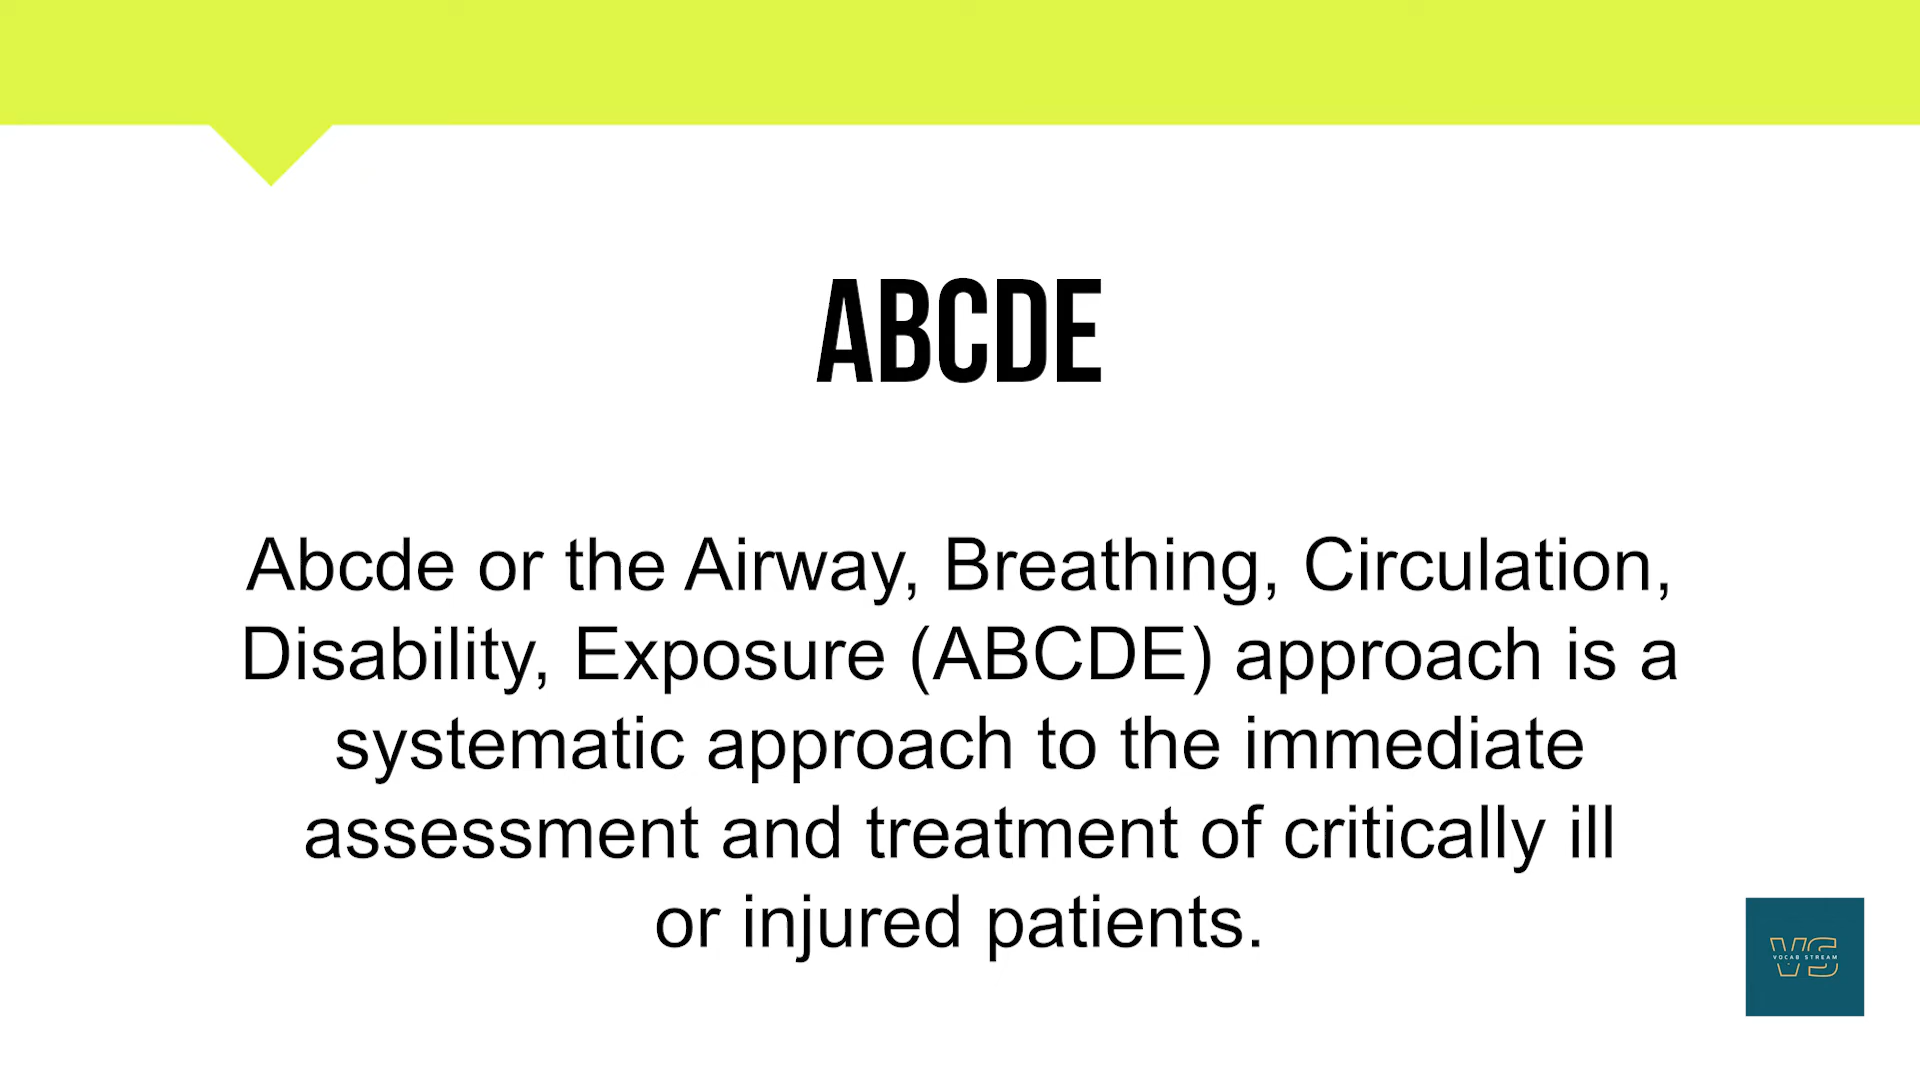 ABCDE
Abcde or the Airway, Breathing, Circulation,
Disability, Exposure (ABCDE) approach is a
systematic approach to the immediate
assessment and treatment of critically ill
or injured patients.
VS
VOCAB STREAM